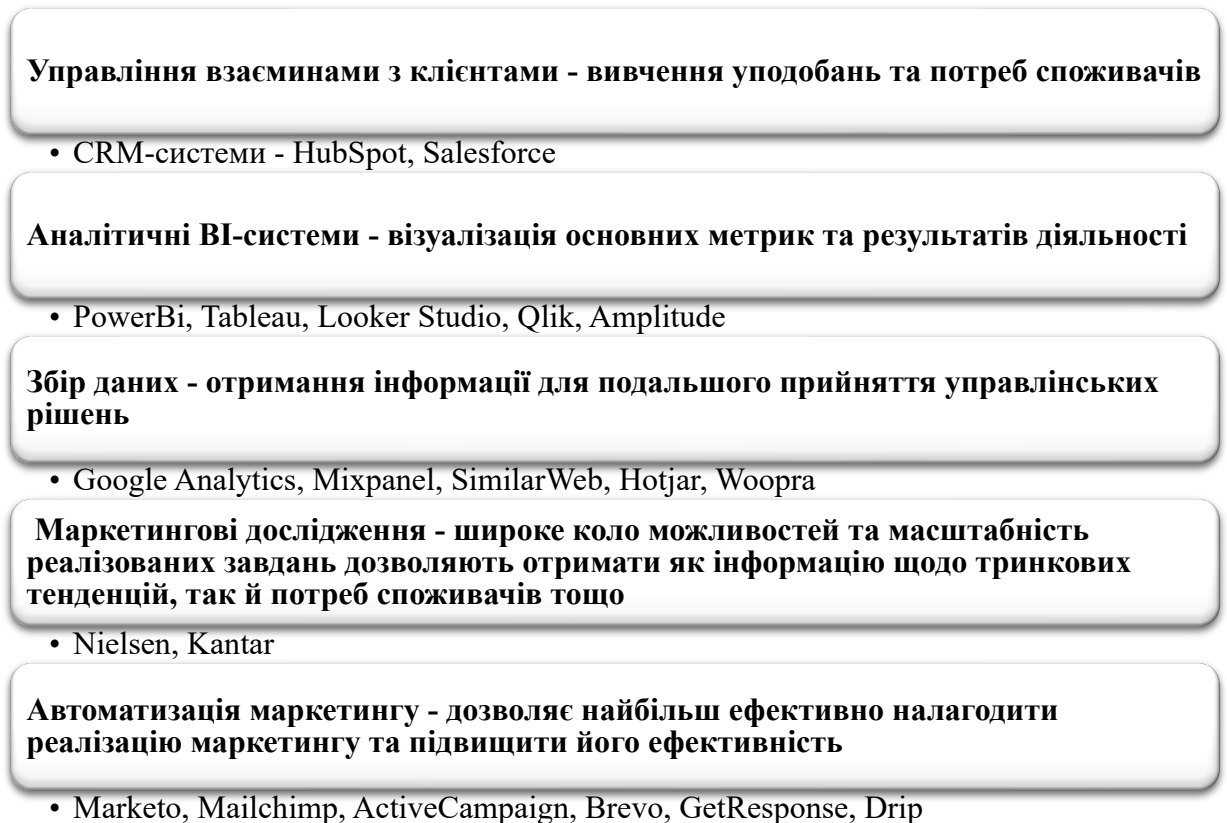 Управління взаєминами з клієнтами - вивчення уподобань та потреб споживачів
• CRM-системи - HubSpot, Salesforce
Аналітичні BI-системи - візуалізація основних метрик та результатів діяльності
• PowerBi, Tableau, Looker Studio, Qlik, Amplitude
Збір даних - отримання інформації для подальшого прийняття управлінських
рішень
• Google Analytics, Mixpanel, SimilarWeb, Hotjar, Woopra
Маркетингові дослідження - широке коло можливостей та масштабність
реалізованих завдань дозволяють отримати як інформацію щодо тринкових
тенденцій, так й потреб споживачів тощо
• Nielsen, Kantar
Автоматизація маркетингу - дозволяє найбільш ефективно налагодити
реалізацію маркетингу та підвищити його ефективність
• Marketo, Mailchimp, ActiveCampaign, Brevo, GetResponse, Drip